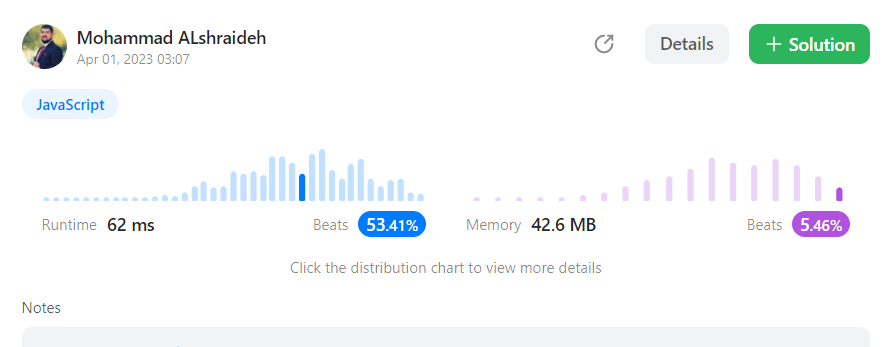 Mohammad ALshraideh
Apr 01, 2023 03:07
Details
+ Solution
JavaScript
Runtime 62 ms
Beats 53.41%
Memory 42.6 MB
Beats 5.46%
Click the distribution chart to view more details
Notes